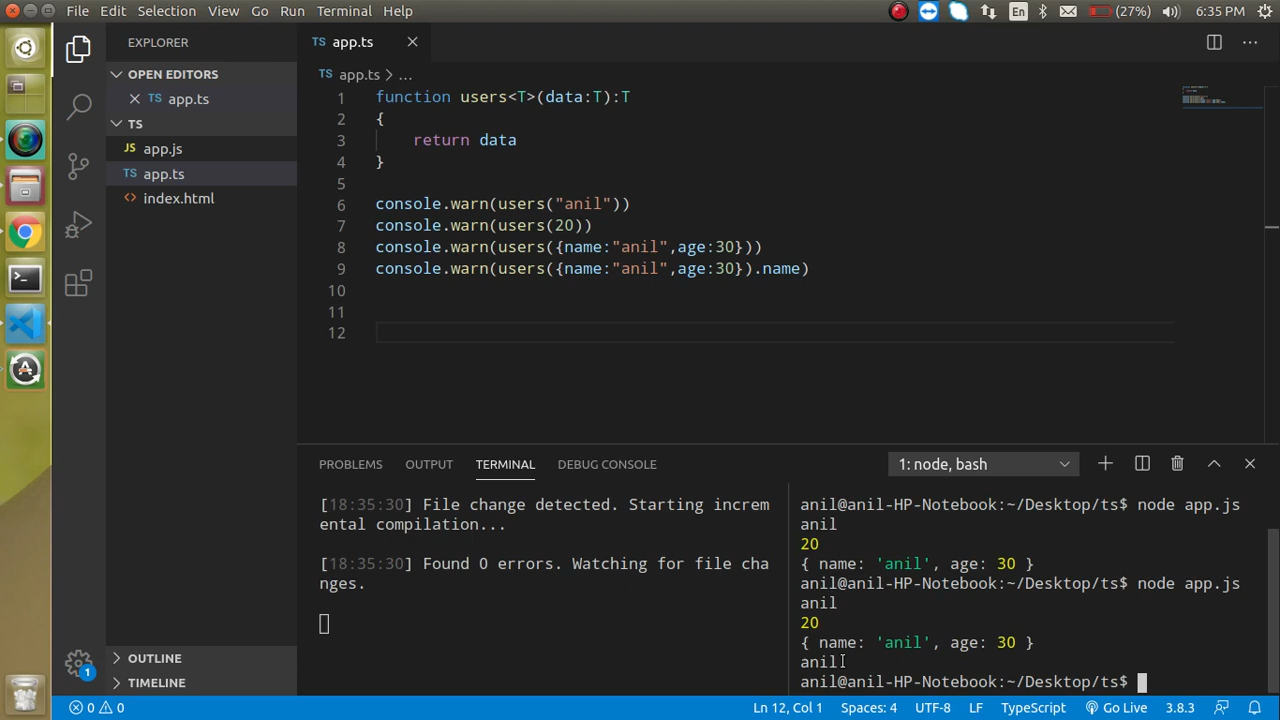 File Edit Selection View Go Run Terminal Help En (27%) 6:35 PM
EXPLORER
OPEN EDITORS
TS app.ts
TS
JS app.js
TS app.ts
<> index.html
OUTLINE
TIMELINE
TS app.ts
TS app.ts > ...
1 function users<T>(data:T):T
2 {
3 return data
4 }
5
6 console.warn(users("anil"))
7 console.warn(users(20))
8 console.warn(users({name:"anil",age:30}))
9 console.warn(users({name:"anil",age:30}).name)
10
11
12
PROBLEMS OUTPUT TERMINAL DEBUG CONSOLE 1: node, bash
[18:35:30] File change detected. Starting increm
ental compilation...
[18:35:30] Found 0 errors. Watching for file cha
nges.
anil@anil-HP-Notebook:~/Desktop/ts$ node app.js
anil
20
{ name: 'anil', age: 30 }
anil@anil-HP-Notebook:~/Desktop/ts$ node app.js
anil
20
{ name: 'anil', age: 30 }
anil
anil@anil-HP-Notebook:~/Desktop/ts$
1
0 0 Ln 12, Col 1 Spaces: 4 UTF-8 LF TypeScript Go Live 3.8.3